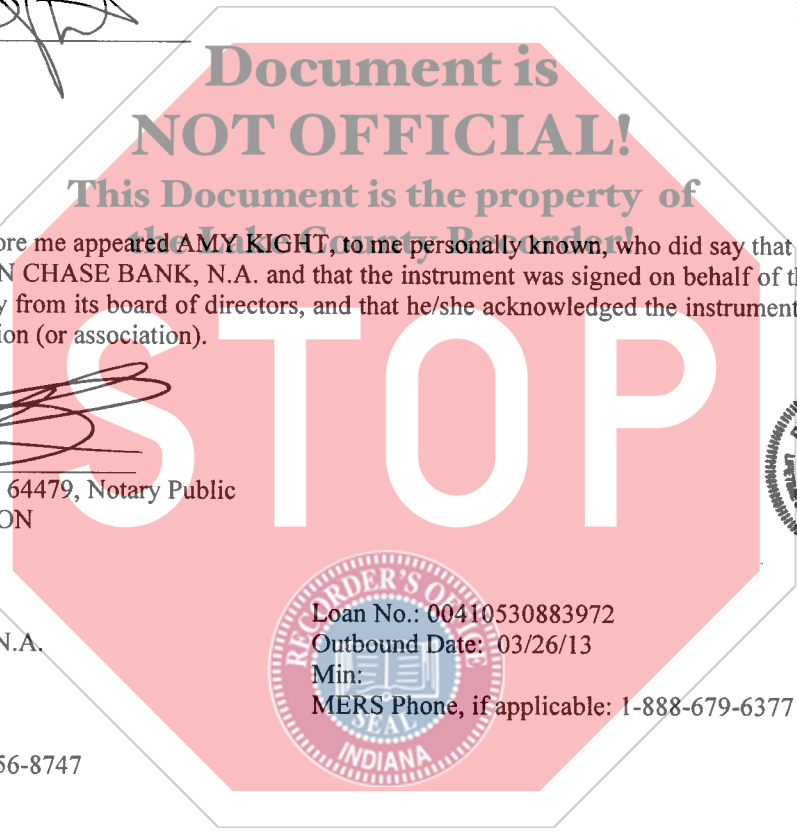 Document is
NOT OFFICIAL!
This Document is the property of
the Lake County Recorder!
ore me appeared AMY KIGHT, to me personally known, who did say that
N CHASE BANK, N.A. and that the instrument was signed on behalf of th
y from its board of directors, and that he/she acknowledged the instrument
ion (or association).
STOP
64479, Notary Public
ON
RECORDER'S OFFICE
SEAL
INDIANA
Loan No.: 00410530883972
N.A.
Outbound Date: 03/26/13
Min:
MERS Phone, if applicable: 1-888-679-6377
56-8747